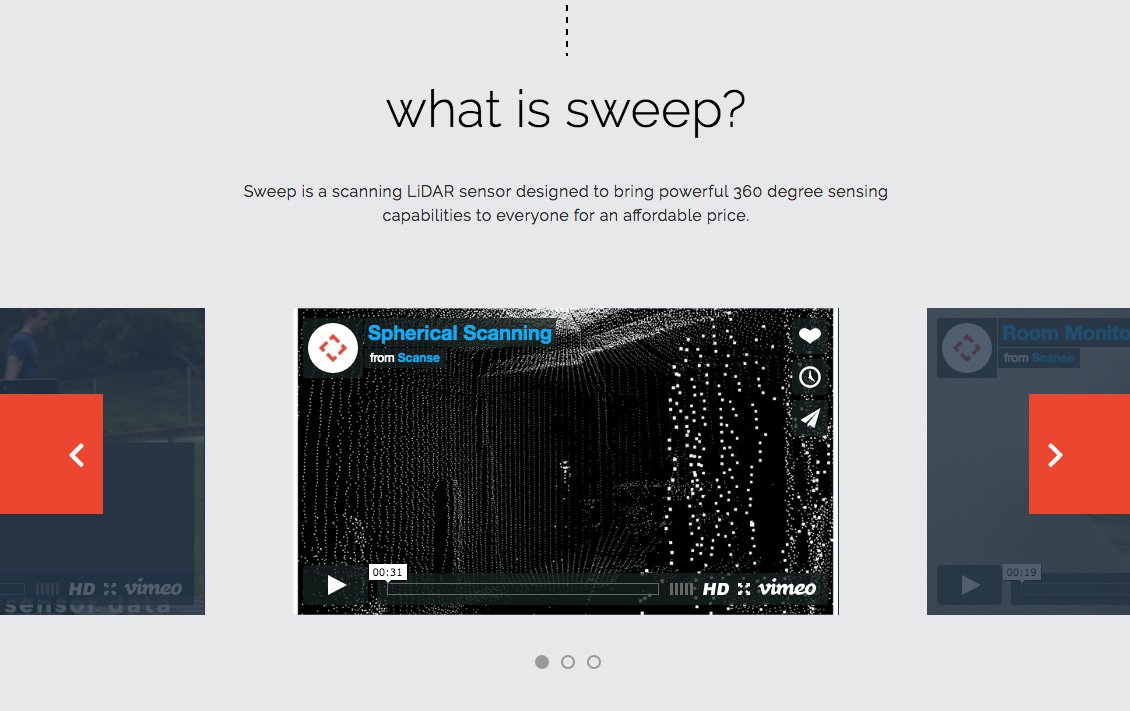 what is sweep?
Sweep is a scanning LiDAR sensor designed to bring powerful 360 degree sensing
capabilities to everyone for an affordable price.
HD vimeo
sensor data
Spherical Scanning
from Scanse
00:31
HD vimeo
Room Monito
from Scanse
00:19